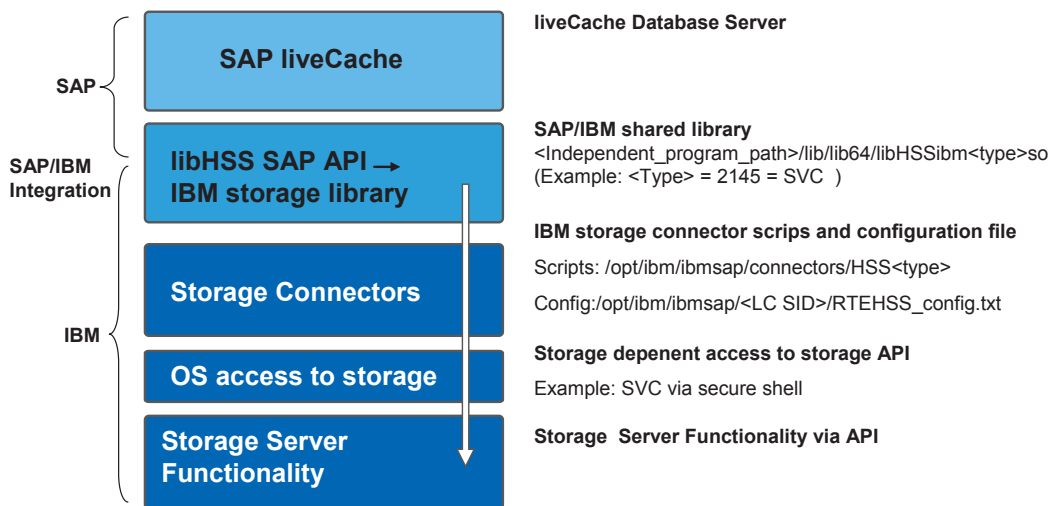 liveCache Database Server
SAP liveCache
SAP
SAP/IBM shared library
<Independent_program_path>/lib/lib64/libHSSibm<type>so
(Example: <Type> = 2145 = SVC )
SAP/IBM
Integration
libHSS SAP API →
IBM storage library
IBM storage connector scrips and configuration file
Scripts: /opt/ibm/ibmsap/connectors/HSS<type>
Config:/opt/ibm/ibmsap/<LC SID>/RTEHSS_config.txt
Storage Connectors
IBM
Storage depenent access to storage API
Example: SVC via secure shell
OS access to storage
Storage Server Functionality via API
Storage Server
Functionality